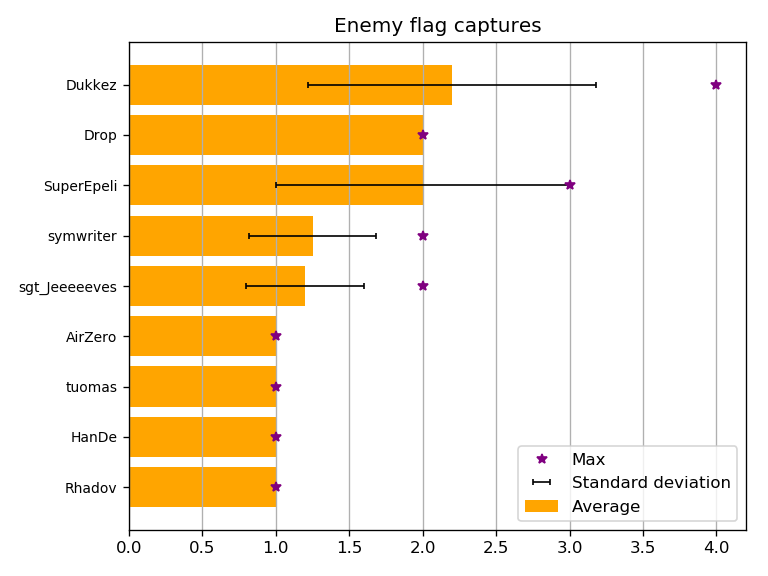 Enemy flag captures
Dukkez
Drop
SuperEpeli
symwriter
sgt_Jeeeeeves
AirZero
tuomas
HanDe
Rhadov
Max
Standard deviation
Average
0.0 0.5 1.0 1.5 2.0 2.5 3.0 3.5 4.0